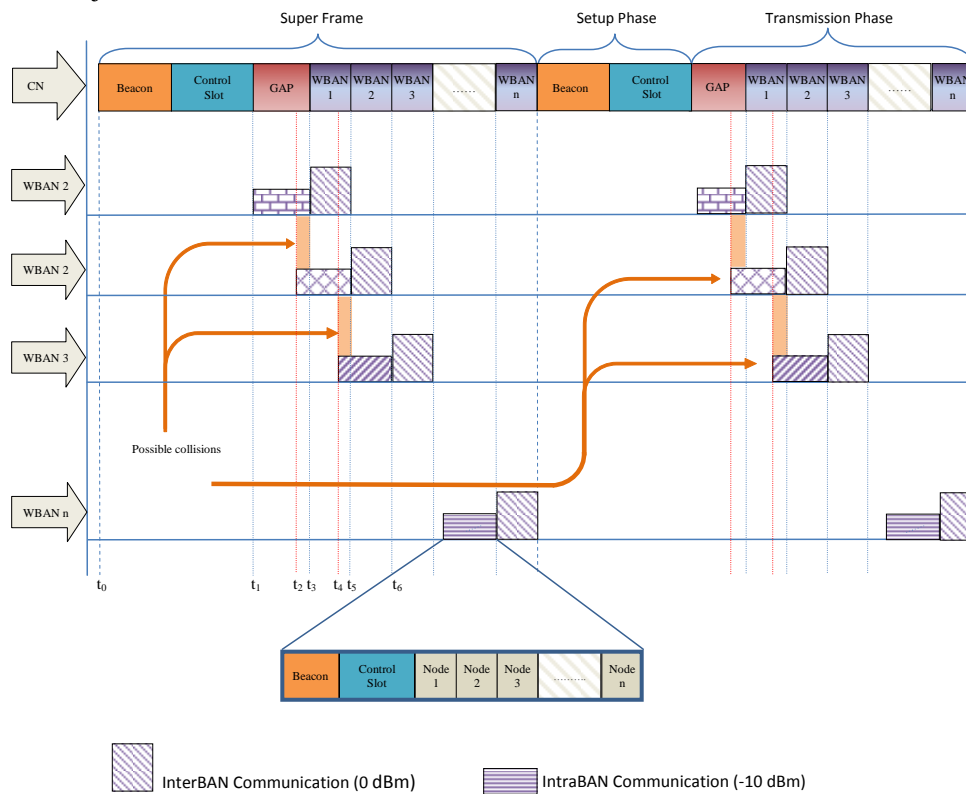 Super Frame
Setup Phase
Transmission Phase
CN
Beacon
Control
Slot
GAP
WBAN
1
WBAN
2
WBAN
3
......
WBAN
n
Beacon
Control
Slot
GAP
WBAN
1
WBAN
2
WBAN
3
......
WBAN
n
WBAN 2
WBAN 2
WBAN 3
Possible collisions
WBAN n
t0
t1
t2
t3
t4
t5
t6
Beacon
Control
Slot
Node
1
Node
2
Node
3
..........
Node
n
InterBAN Communication (0 dBm)
IntraBAN Communication (-10 dBm)